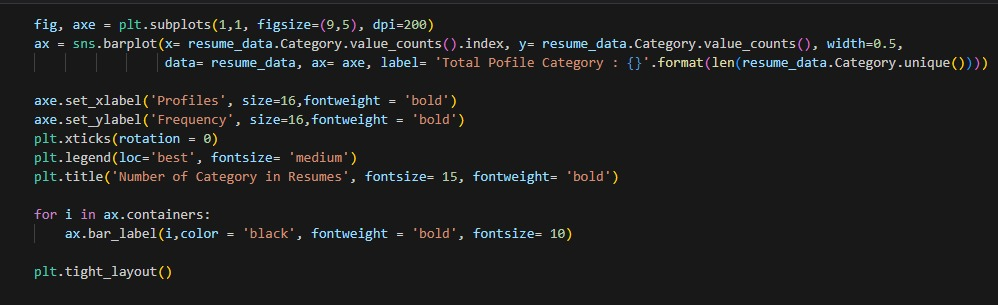 fig, axe = plt.subplots(1,1, figsize=(9,5), dpi=200)
ax = sns.barplot(x= resume_data.Category.value_counts().index, y= resume_data.Category.value_counts(), width=0.5,
data= resume_data, ax= axe, label= 'Total Pofile Category : {}'.format(len(resume_data.Category.unique())))
axe.set_xlabel('Profiles', size=16,fontweight = 'bold')
axe.set_ylabel('Frequency', size=16,fontweight = 'bold')
plt.xticks(rotation = 0)
plt.legend(loc='best', fontsize= 'medium')
plt.title('Number of Category in Resumes', fontsize= 15, fontweight= 'bold')
for i in ax.containers:
ax.bar_label(i,color = 'black', fontweight = 'bold', fontsize= 10)
plt.tight_layout()